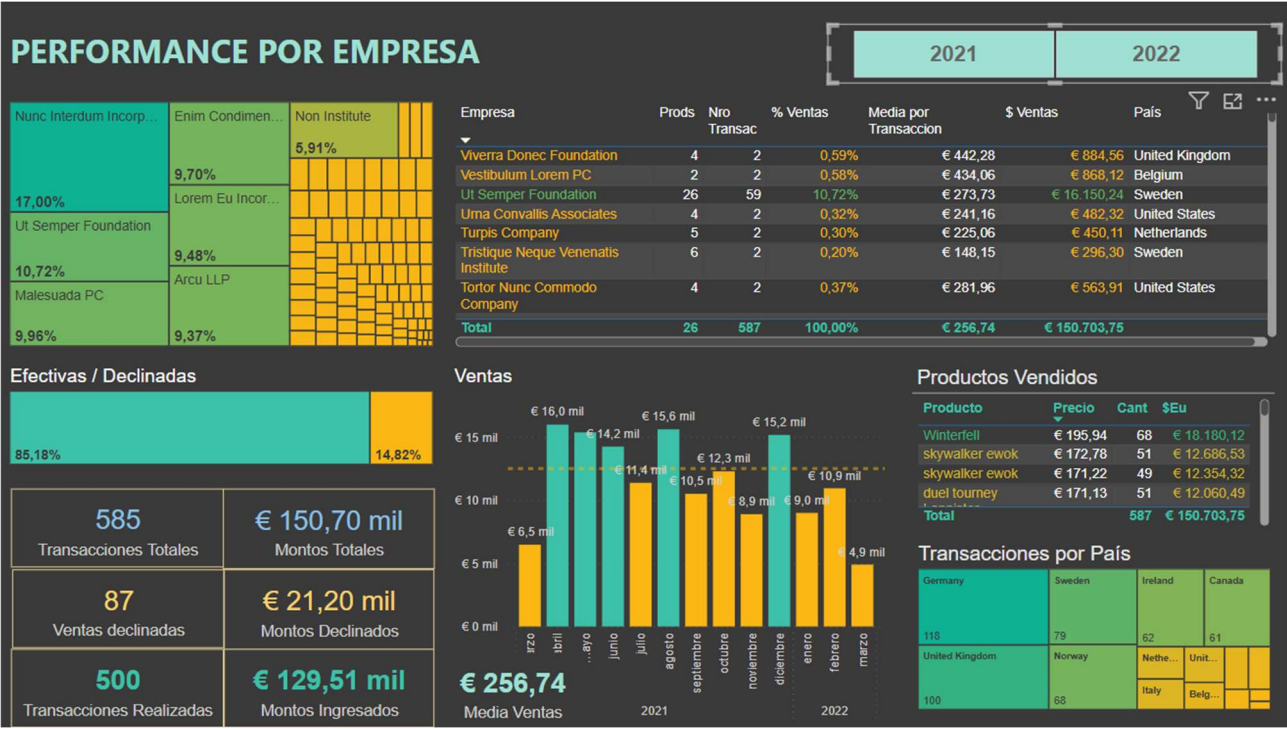 PERFORMANCE POR EMPRESA
2021 2022
Nunc Interdum Incorp...
17,00%
Ut Semper Foundation
10,72%
Malesuada PC
9,96%
Enim Condimen...
9,70%
Lorem Eu Incor...
9,48%
Arcu LLP
9,37%
Non Institute
5,91%
Empresa Prods Nro Transac % Ventas Media por Transaccion $ Ventas País
Viverra Donec Foundation 4 2 0,59% € 442,28 € 884,56 United Kingdom
Vestibulum Lorem PC 2 2 0,58% € 434,06 € 868,12 Belgium
Ut Semper Foundation 26 59 10,72% € 273,73 € 16.150,24 Sweden
Urna Convallis Associates 4 2 0,32% € 241,16 € 482,32 United States
Turpis Company 5 2 0,30% € 225,06 € 450,11 Netherlands
Tristique Neque Venenatis Institute 6 2 0,20% € 148,15 € 296,30 Sweden
Tortor Nunc Commodo Company 4 2 0,37% € 281,96 € 563,91 United States
Total 26 587 100,00% € 256,74 € 150.703,75
Efectivas / Declinadas
85,18% 14,82%
585
Transacciones Totales
€ 150,70 mil
Montos Totales
87
Ventas declinadas
€ 21,20 mil
Montos Declinados
500
Transacciones Realizadas
€ 129,51 mil
Montos Ingresados
Ventas
€ 15 mil
€ 10 mil
€ 5 mil
€ 0 mil
€ 6,5 mil
€ 16,0 mil
€ 14,2 mil
€ 11,4 mil
€ 15,6 mil
€ 10,5 mil
€ 12,3 mil
€ 8,9 mil
€ 15,2 mil
€ 9,0 mil
€ 10,9 mil
€ 4,9 mil
...ayo
junio
julio
agosto
septiembre
octubre
noviembre
diciembre
enero
febrero
marzo
2021 2022
€ 256,74
Media Ventas
Productos Vendidos
Producto Precio Cant $Eu
Winterfell € 195,94 68 € 18.180,12
skywalker ewok € 172,78 51 € 12.686,53
skywalker ewok € 171,22 49 € 12.354,32
duel tourney € 171,13 51 € 12.060,49
Total 587 € 150.703,75
Transacciones por País
Germany
118
United Kingdom
100
Sweden
79
Norway
68
Ireland
62
Canada
61
Nethe...
Unit...
Italy
Belg...